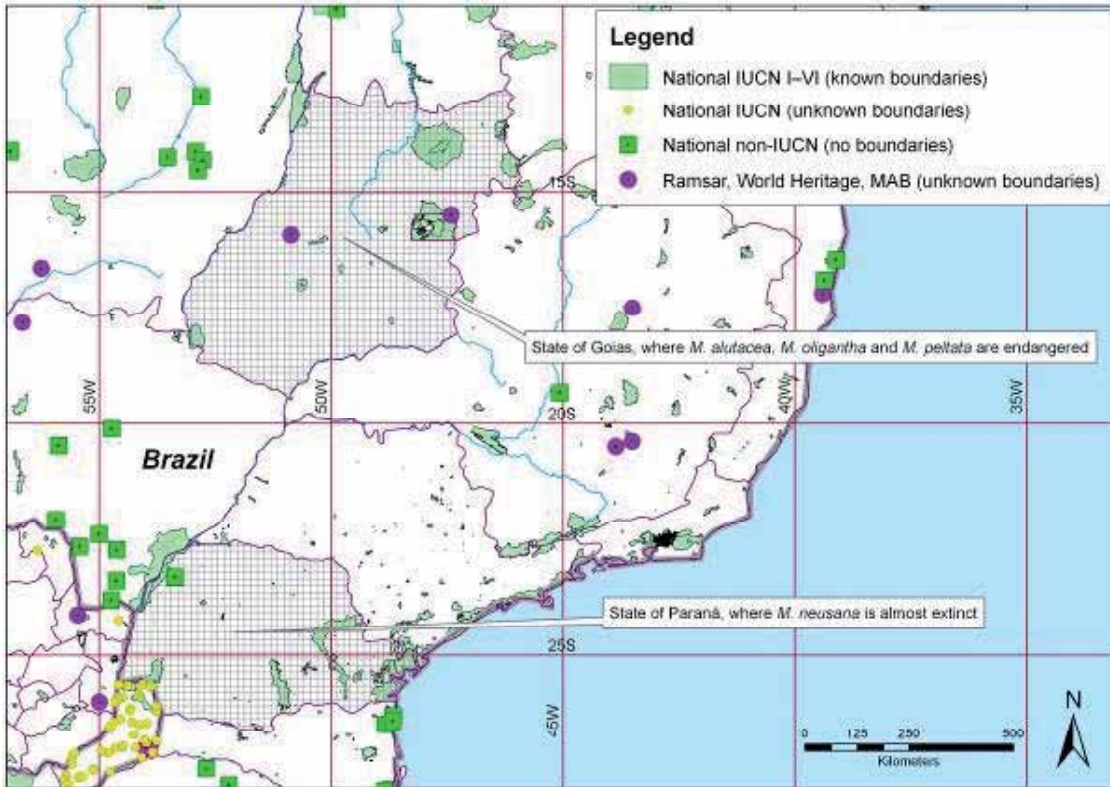 Legend
National IUCN I–VI (known boundaries)
National IUCN (unknown boundaries)
National non-IUCN (no boundaries)
Ramsar, World Heritage, MAB (unknown boundaries)
15S
State of Goias, where M. alutacea, M. oligantha and M. peltata are endangered
55W
50W
40W
35W
20S
Brazil
State of Paraná, where M. neusana is almost extinct
25S
45W
N
0 125 250 500
Kilometers